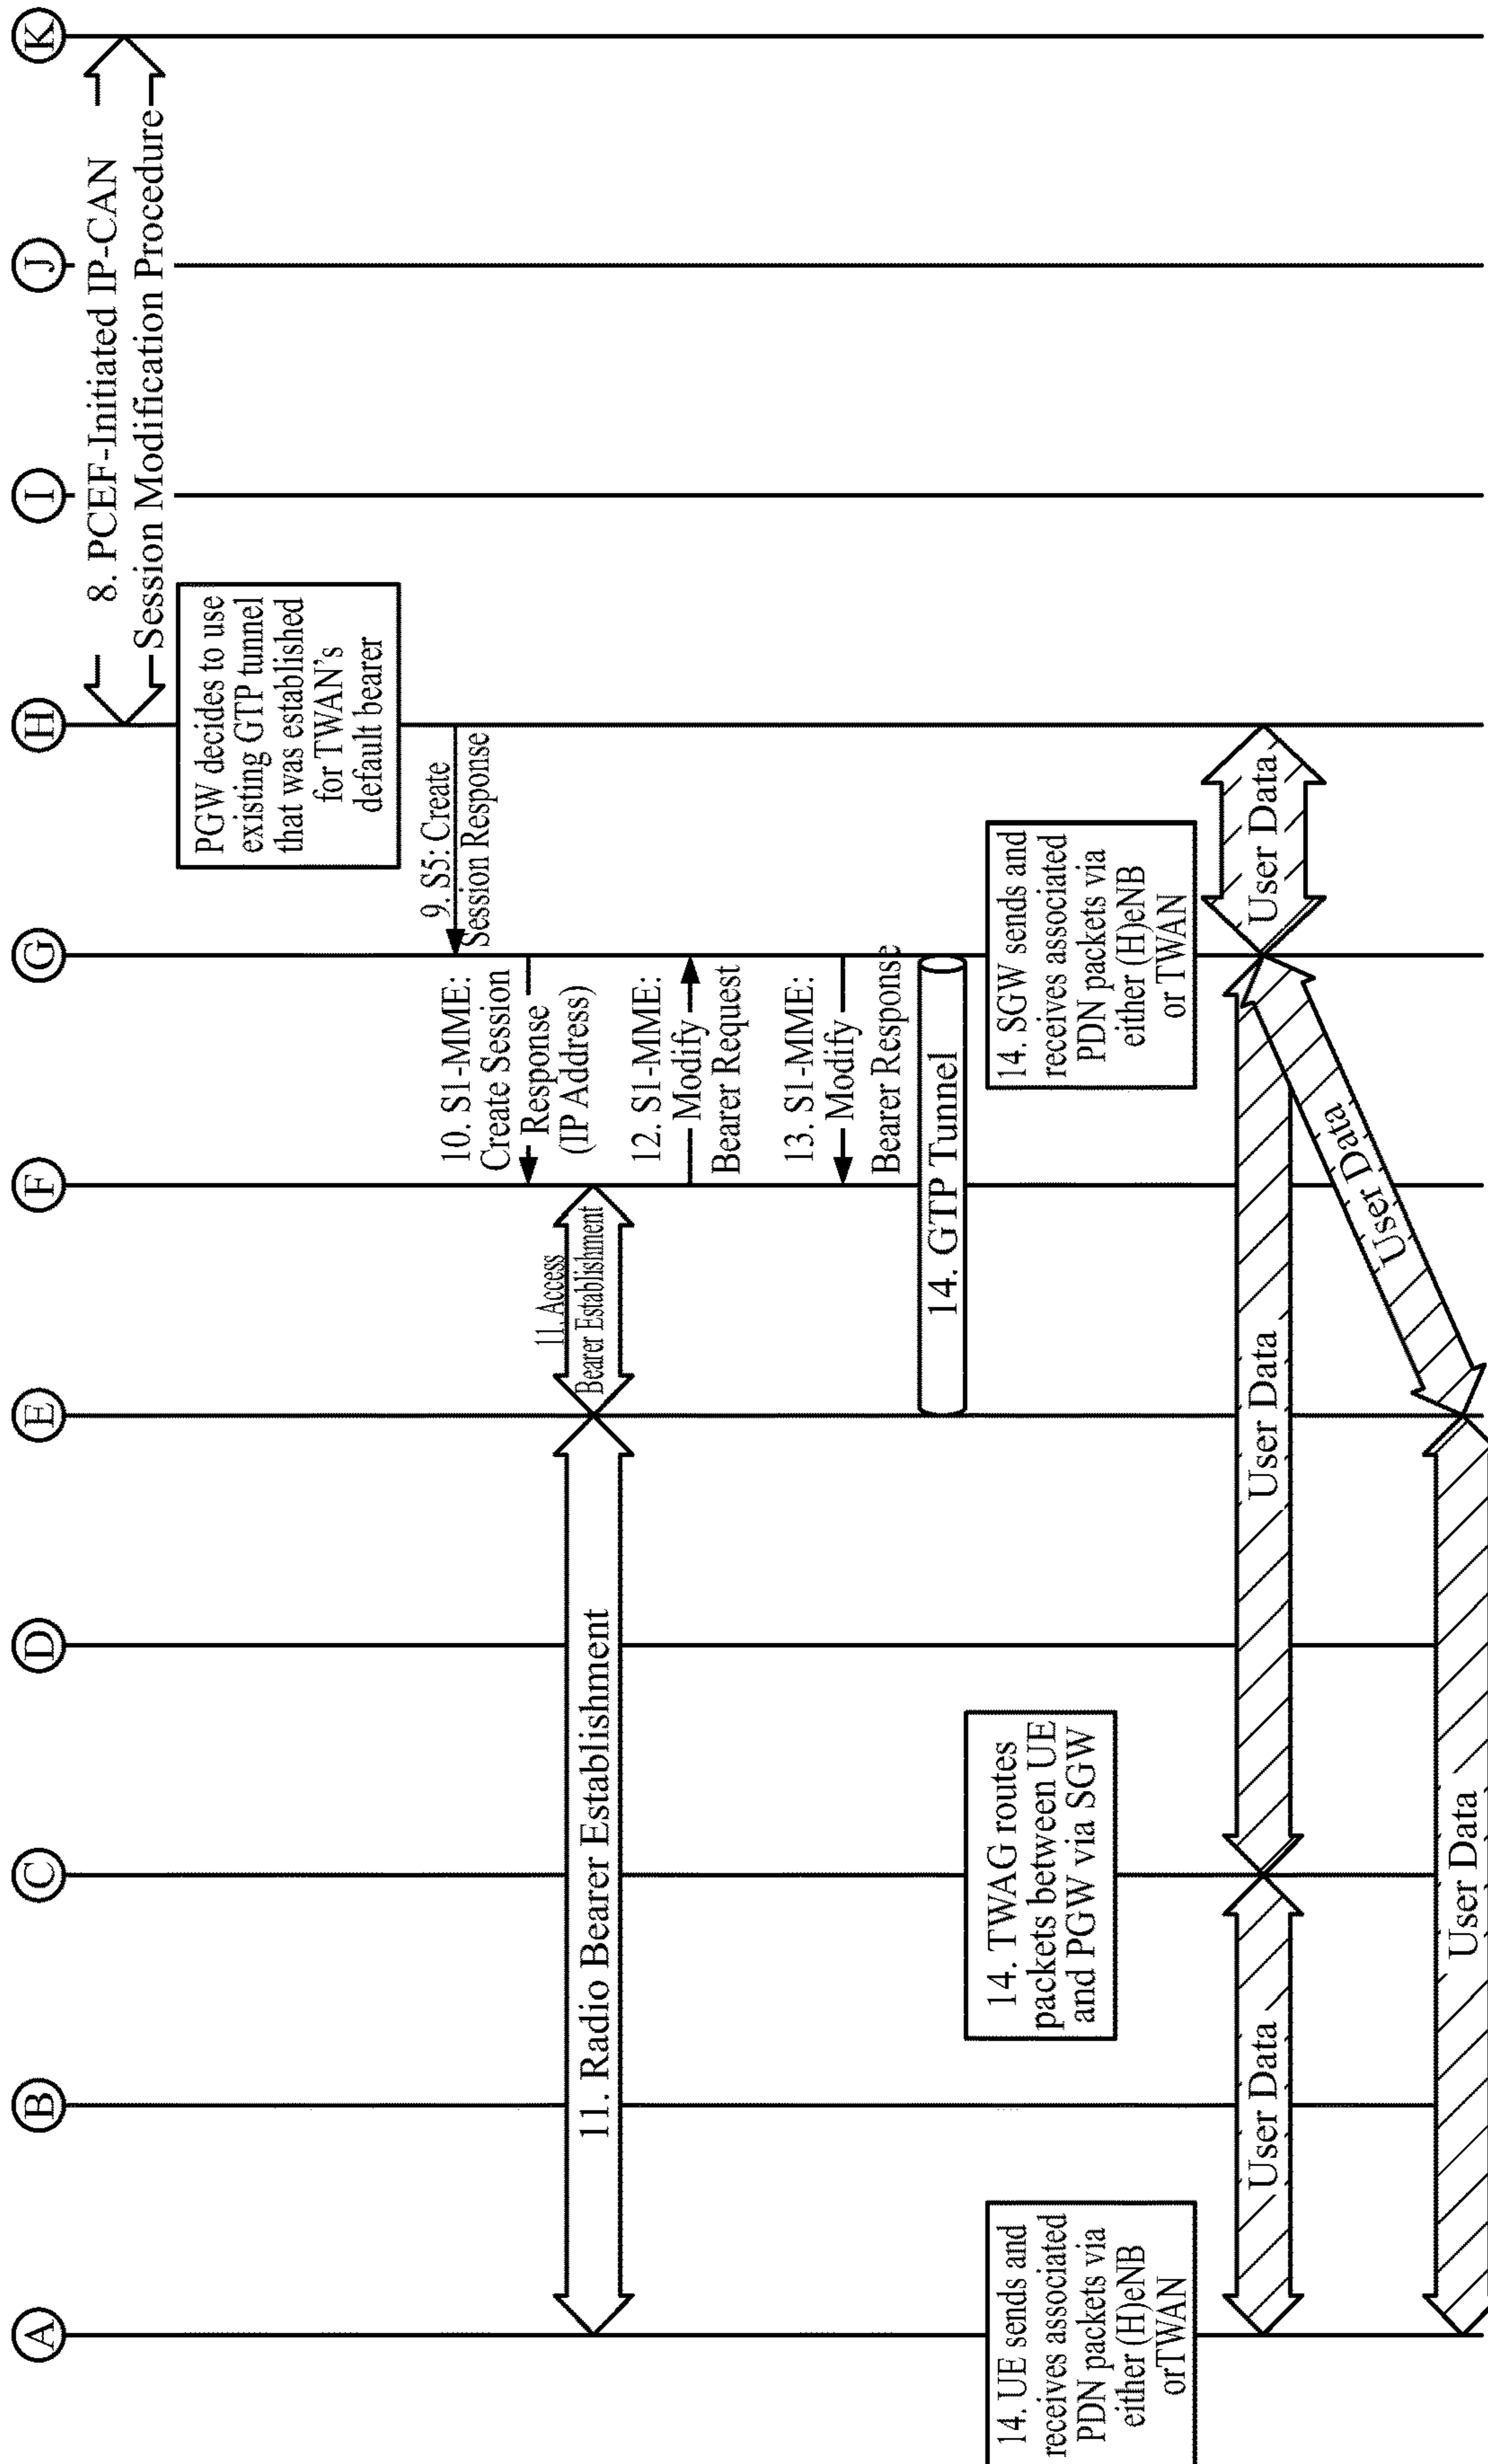 A
B
C
D
E
F
G
H
I
J
K
8. PCEF-Initiated IP-CAN
Session Modification Procedure
PGW decides to use
existing GTP tunnel
that was established
for TWAN's
default bearer
9. S5: Create
Session Response
10. S1-MME:
Create Session
Response
(IP Address)
11. Radio Bearer Establishment
11. Access
Bearer Establishment
12. S1-MME:
Modify
Bearer Request
13. S1-MME:
Modify
Bearer Response
14. GTP Tunnel
14. UE sends and
receives associated
PDN packets via
either (H)eNB
orTWAN
14. TWAG routes
packets between UE
and PGW via SGW
14. SGW sends and
receives associated
PDN packets via
either (H)eNB
or TWAN
User Data
User Data
User Data
User Data
User Data